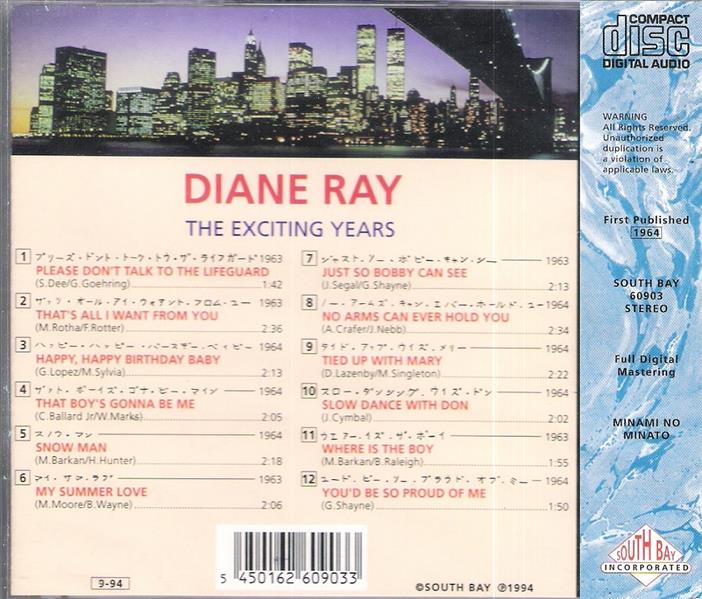 DIANE RAY
THE EXCITING YEARS
1 プリーズ・ドント・トーク・トウ・ザ・ライフガード 1963
PLEASE DON'T TALK TO THE LIFEGUARD
(S.Dee/G.Goehring) 1:42
2 ザッツ・オール・アイ・ウォアント・フロム・ユー 1963
THAT'S ALL I WANT FROM YOU
(M.Rotha/F.Rotter) 2:36
3 ハッピー・ハッピー・バースデー・ベィビー 1964
HAPPY, HAPPY BIRTHDAY BABY
(G.Lopez/M.Sylvia) 2:13
4 ザット・ボーイズ・ゴナ・ビー・マイン 1964
THAT BOY'S GONNA BE ME
(C.Ballard Jr/W.Marks) 2:05
5 スノウ・マン 1964
SNOW MAN
(M.Barkan/H.Hunter) 2:18
6 マイ・サマ・ラブ 1963
MY SUMMER LOVE
(M.Moore/B.Wayne) 2:06
7 ジャスト・ソー・ボビー・キャン・シー 1963
JUST SO BOBBY CAN SEE
(J.Segal/G.Shayne) 2:13
8 ノー・アームズ・キャン・エバー・ホールド・ユー 1964
NO ARMS CAN EVER HOLD YOU
(A.Crafer/J.Nebb) 2:34
9 タイド・アップ・ウイズ・メリー 1964
TIED UP WITH MARY
(D.Lazenby/M.Singleton) 2:22
10 スロー・ダッシング・ワイズ・ドン 1964
SLOW DANCE WITH DON
(J.Cymbal) 2:02
11 ウエアー・イズ・ザ・ボーイ 1963
WHERE IS THE BOY
(M.Barkan/B.Raleigh) 1:55
12 ユード・ビー・ソー・プラウド・オブ・ミー 1964
YOU'D BE SO PROUD OF ME
(G.Shayne) 1:50
9-94
5 450162 609033
©SOUTH BAY ℗1994
COMPACT
disc
DIGITAL AUDIO
WARNING
All Rights Reserved.
Unauthorized
duplication is
a violation of
applicable laws.
First Published
1964
SOUTH BAY
60903
STEREO
Full Digital
Mastering
MINAMI NO
MINATO
SOUTH BAY
INCORPORATED